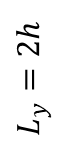 L_y = 2h